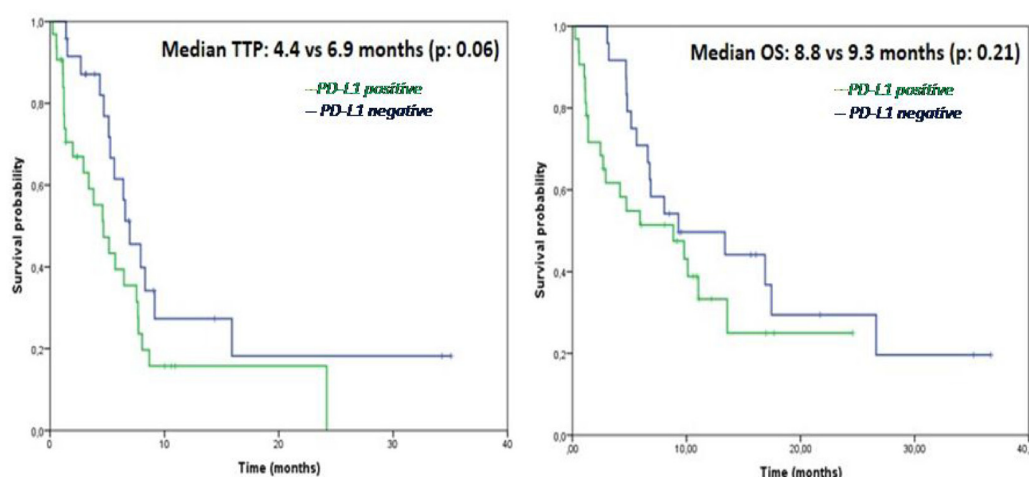 Median TTP: 4.4 vs 6.9 months (p: 0.06)
PD-L1 positive
PD-L1 negative
Survival probability
1,0
0,8
0,6
0,4
0,2
0,0
0
10
20
30
40
Time (months)
Median OS: 8.8 vs 9.3 months (p: 0.21)
PD-L1 positive
PD-L1 negative
Survival probability
1,0
0,8
0,6
0,4
0,2
0,0
,00
10,00
20,00
30,00
40,
Time (months)